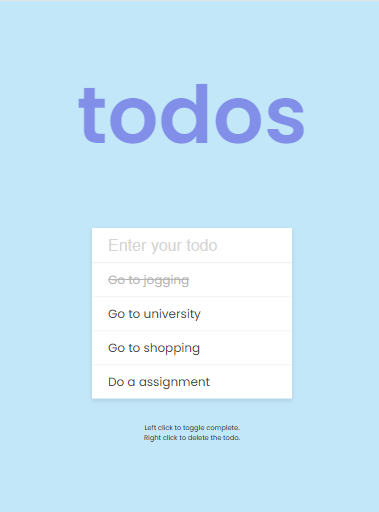 todos
Enter your todo
Go to jogging
Go to university
Go to shopping
Do a assignment
Left click to toggle complete.
Right click to delete the todo.